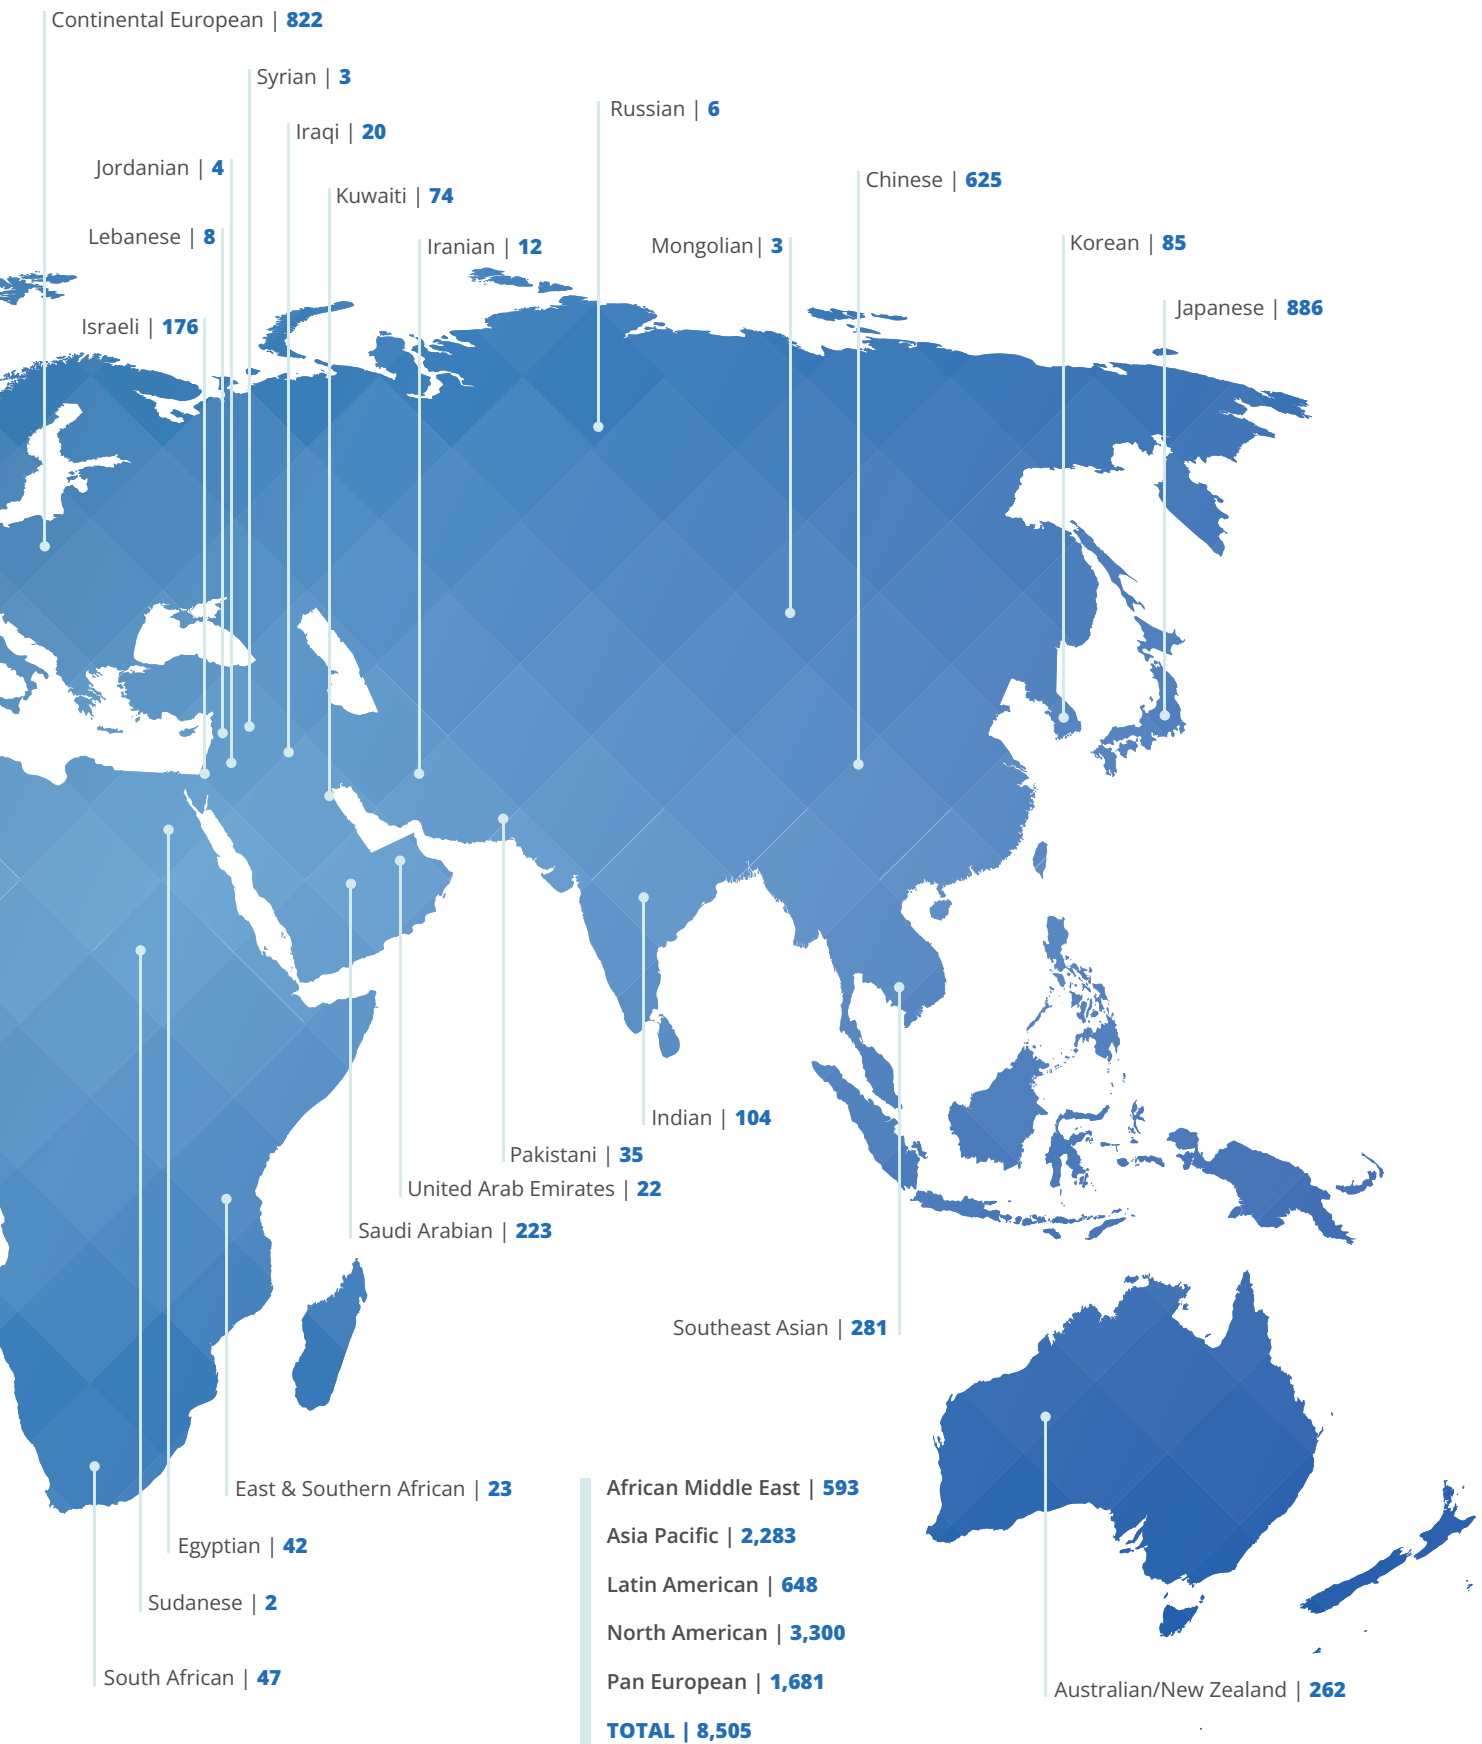 Continental European | 822
Syrian | 3
Russian | 6
Iraqi | 20
Jordanian | 4
Chinese | 625
Kuwaiti | 74
Lebanese | 8
Iranian | 12
Mongolian| 3
Korean | 85
Japanese | 886
Israeli | 176
Indian | 104
Pakistani | 35
United Arab Emirates | 22
Saudi Arabian | 223
Southeast Asian | 281
East & Southern African | 23
Egyptian | 42
Sudanese | 2
South African | 47
African Middle East | 593
Asia Pacific | 2,283
Latin American | 648
North American | 3,300
Pan European | 1,681
TOTAL | 8,505
Australian/New Zealand | 262